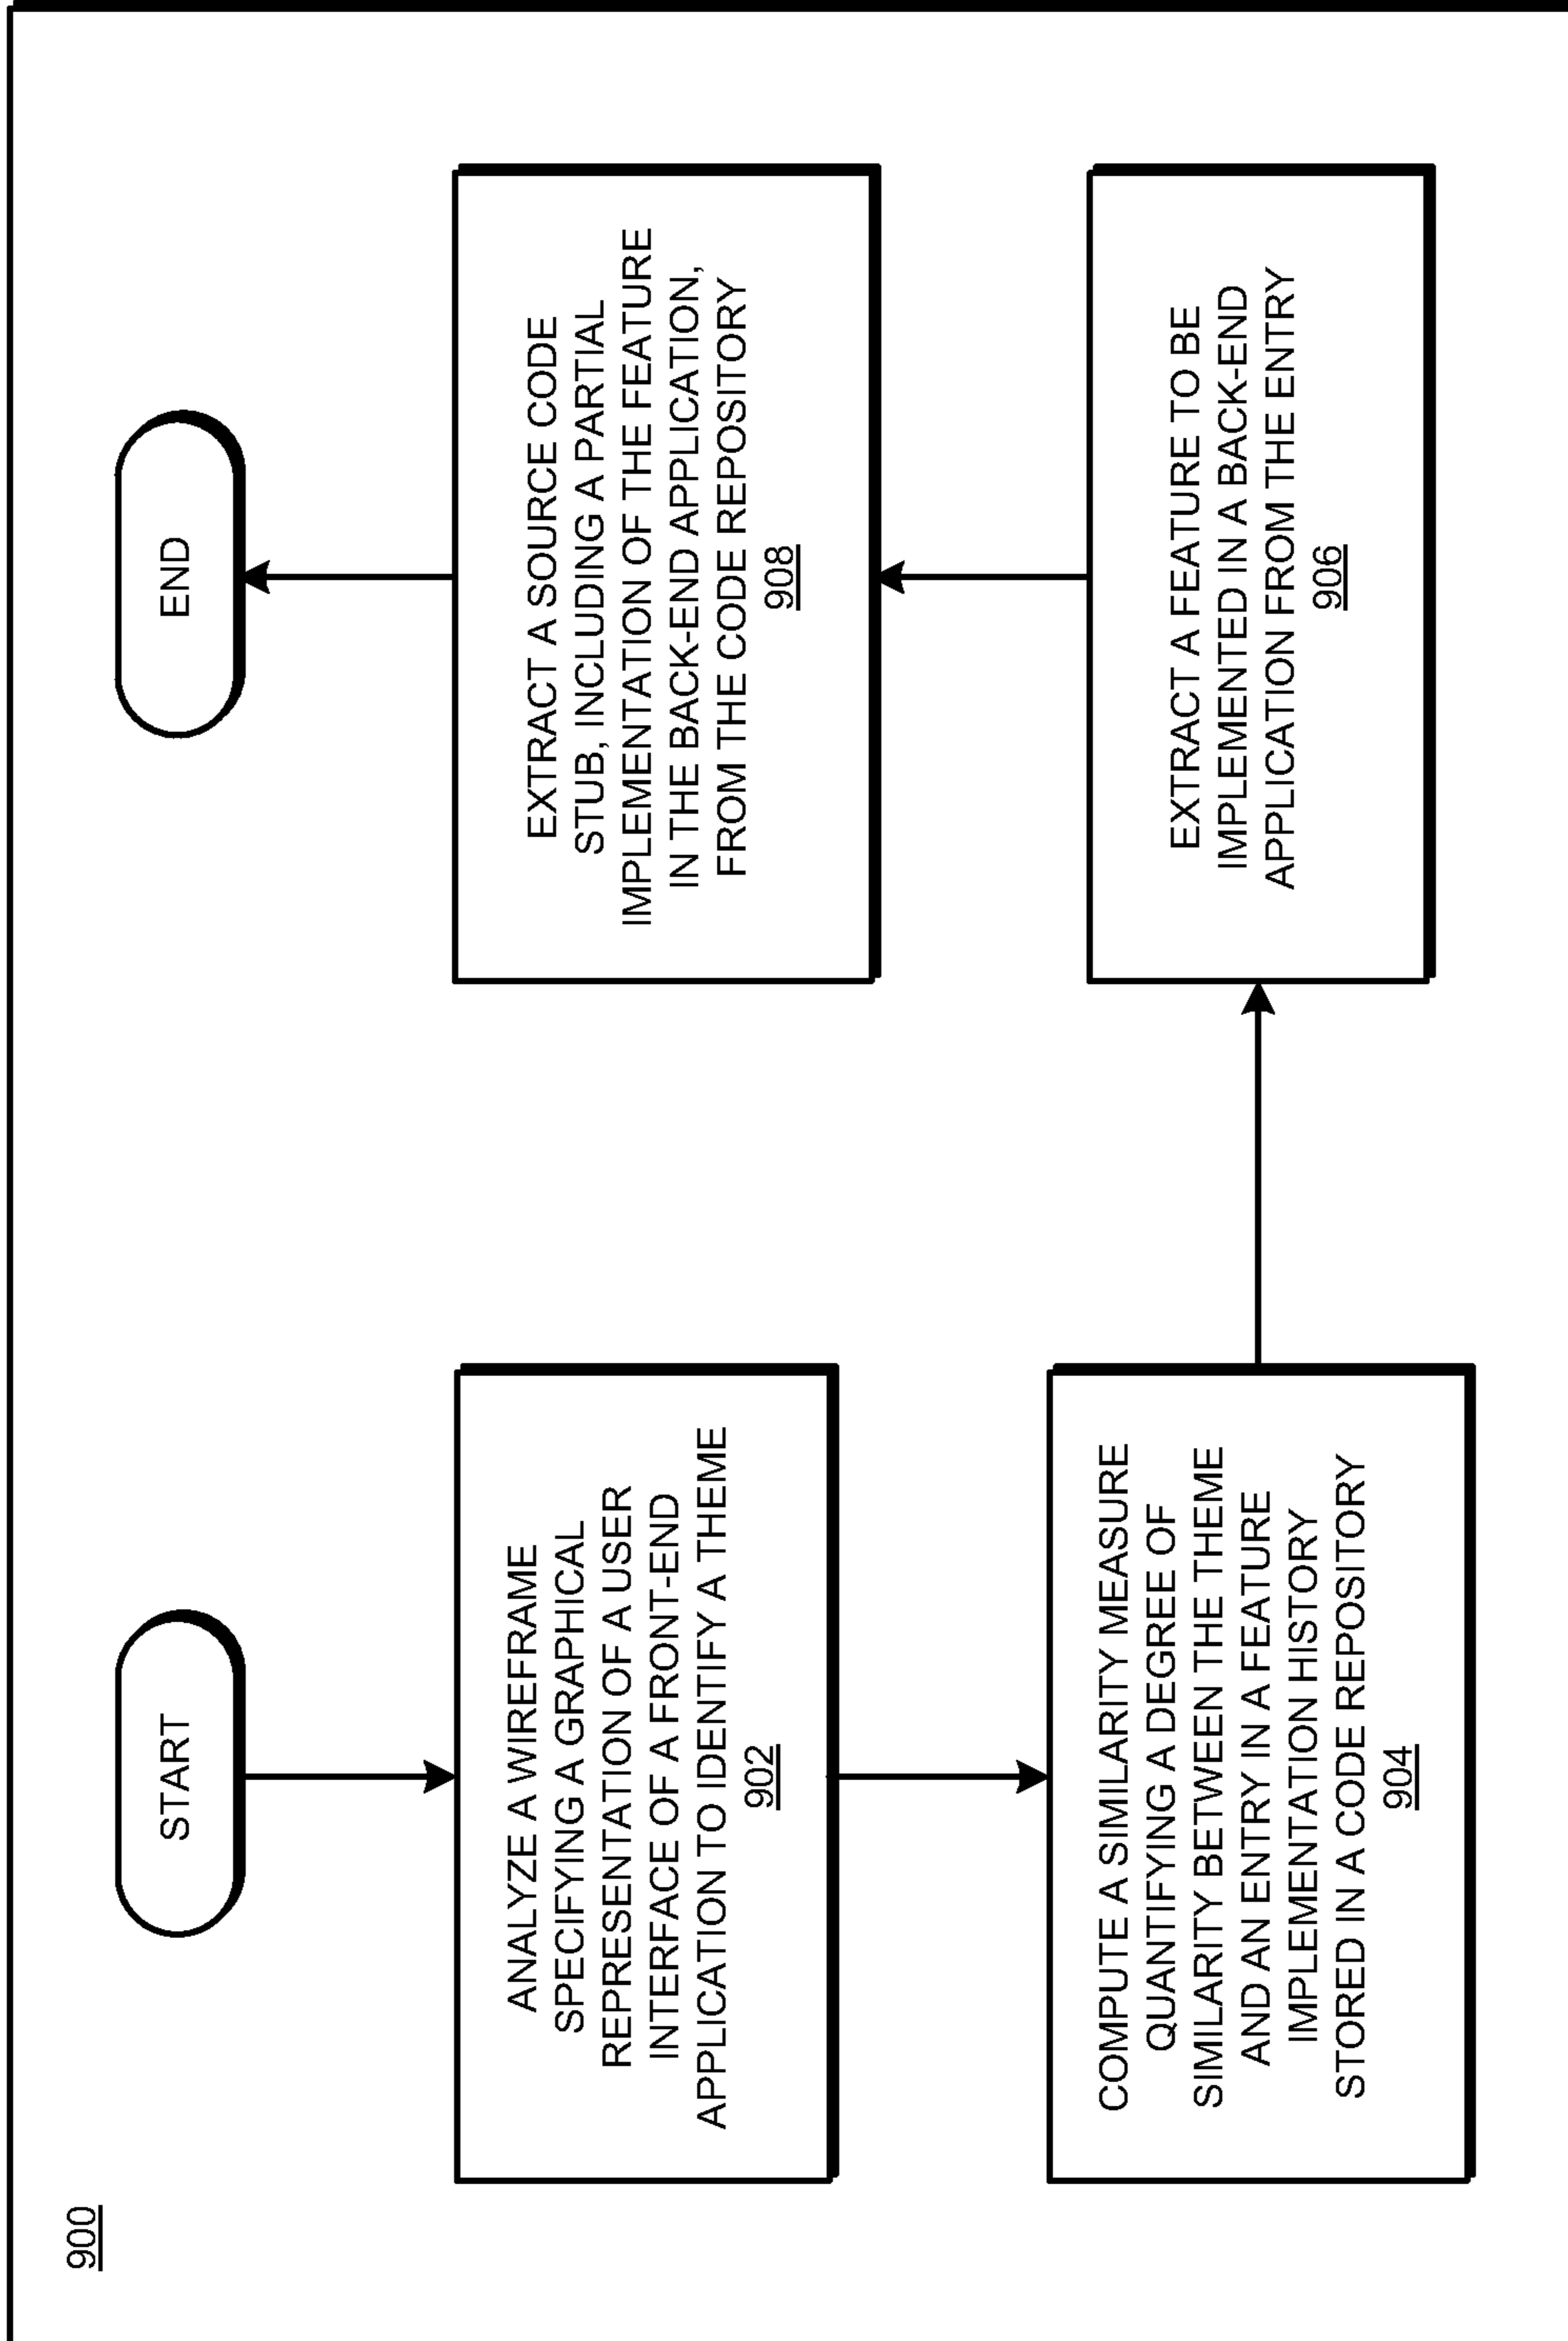 900
START
ANALYZE A WIREFRAME
SPECIFYING A GRAPHICAL
REPRESENTATION OF A USER
INTERFACE OF A FRONT-END
APPLICATION TO IDENTIFY A THEME
902
COMPUTE A SIMILARITY MEASURE
QUANTIFYING A DEGREE OF
SIMILARITY BETWEEN THE THEME
AND AN ENTRY IN A FEATURE
IMPLEMENTATION HISTORY
STORED IN A CODE REPOSITORY
904
EXTRACT A FEATURE TO BE
IMPLEMENTED IN A BACK-END
APPLICATION FROM THE ENTRY
906
EXTRACT A SOURCE CODE
STUB, INCLUDING A PARTIAL
IMPLEMENTATION OF THE FEATURE
IN THE BACK-END APPLICATION,
FROM THE CODE REPOSITORY
908
END